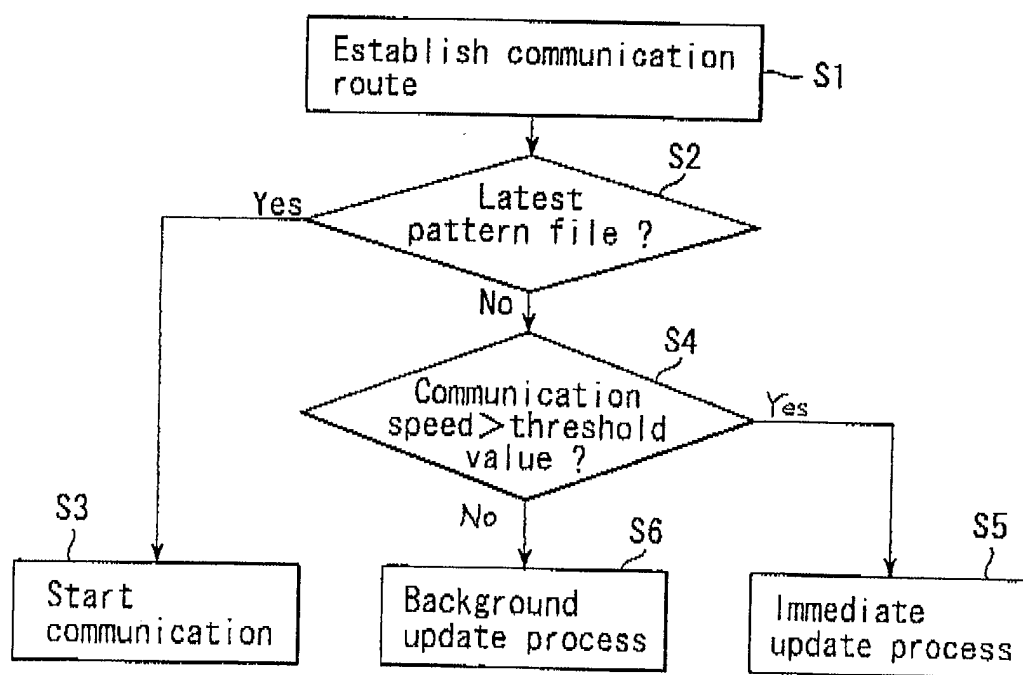 Establish communication
route
S1
S2
Latest
pattern file ?
Yes
No
S4
Communication
speed>threshold
value ?
Yes
No
S3
Start
communication
S6
Background
update process
S5
Immediate
update process